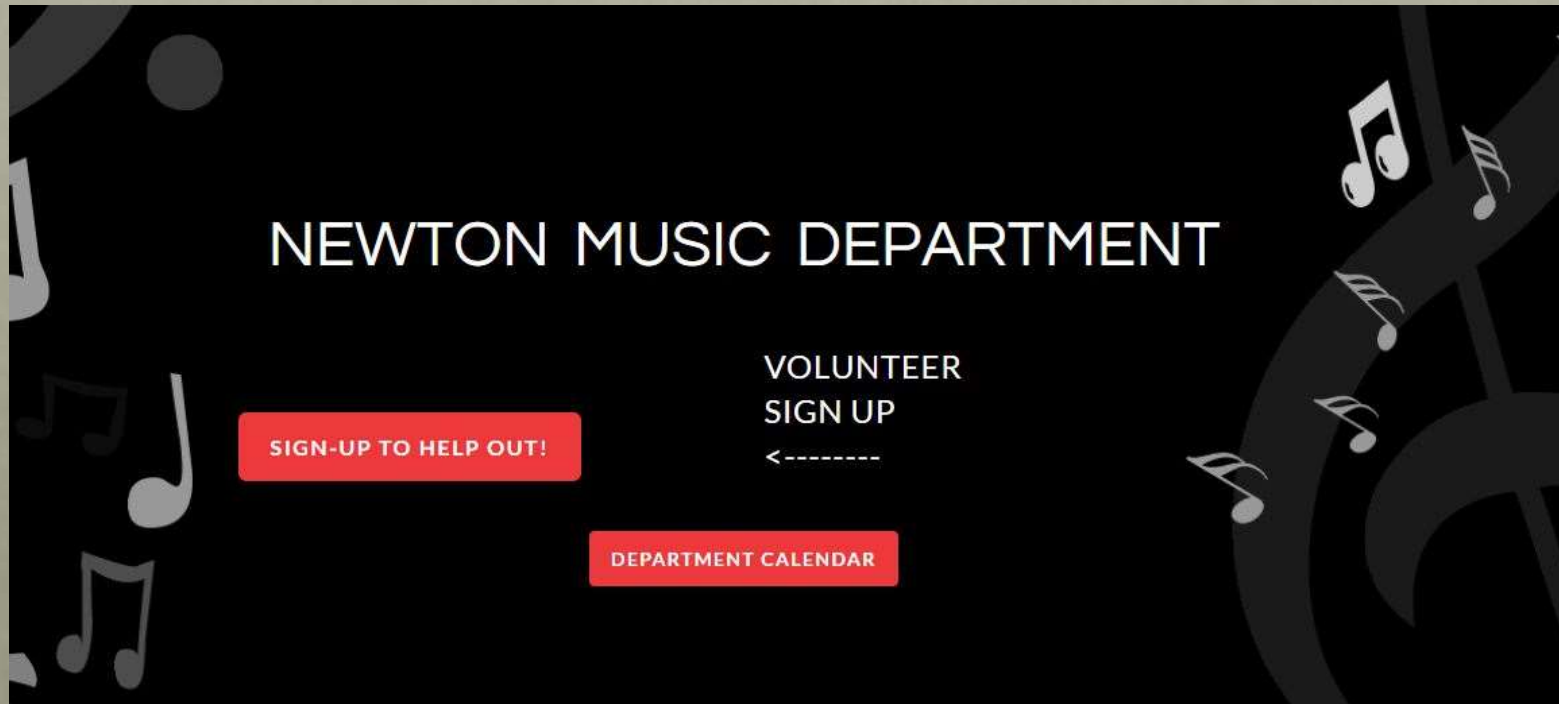 NEWTON MUSIC DEPARTMENT
VOLUNTEER
SIGN UP
<--------
SIGN-UP TO HELP OUT!
DEPARTMENT CALENDAR